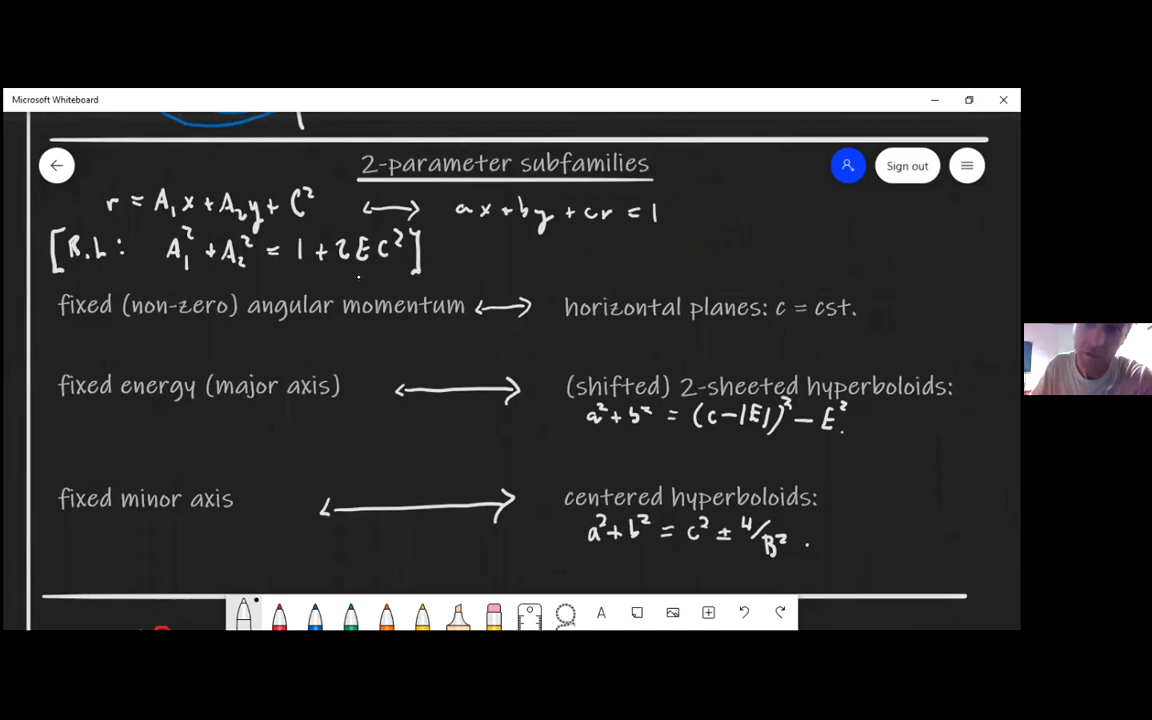 Microsoft Whiteboard
2-parameter subfamilies
Sign out
r = A₁x + A₂y + C² ⟷ ax + by + cr = 1
[R.L: A₁² + A₂² = 1 + 2EC²]
fixed (non-zero) angular momentum ⟷ horizontal planes: c = cst.
fixed energy (major axis) ⟷ (shifted) 2-sheeted hyperboloids:
a² + b² = (c - |E|)² - E².
fixed minor axis ⟷ centered hyperboloids:
a² + b² = c² ± 4/B².
A